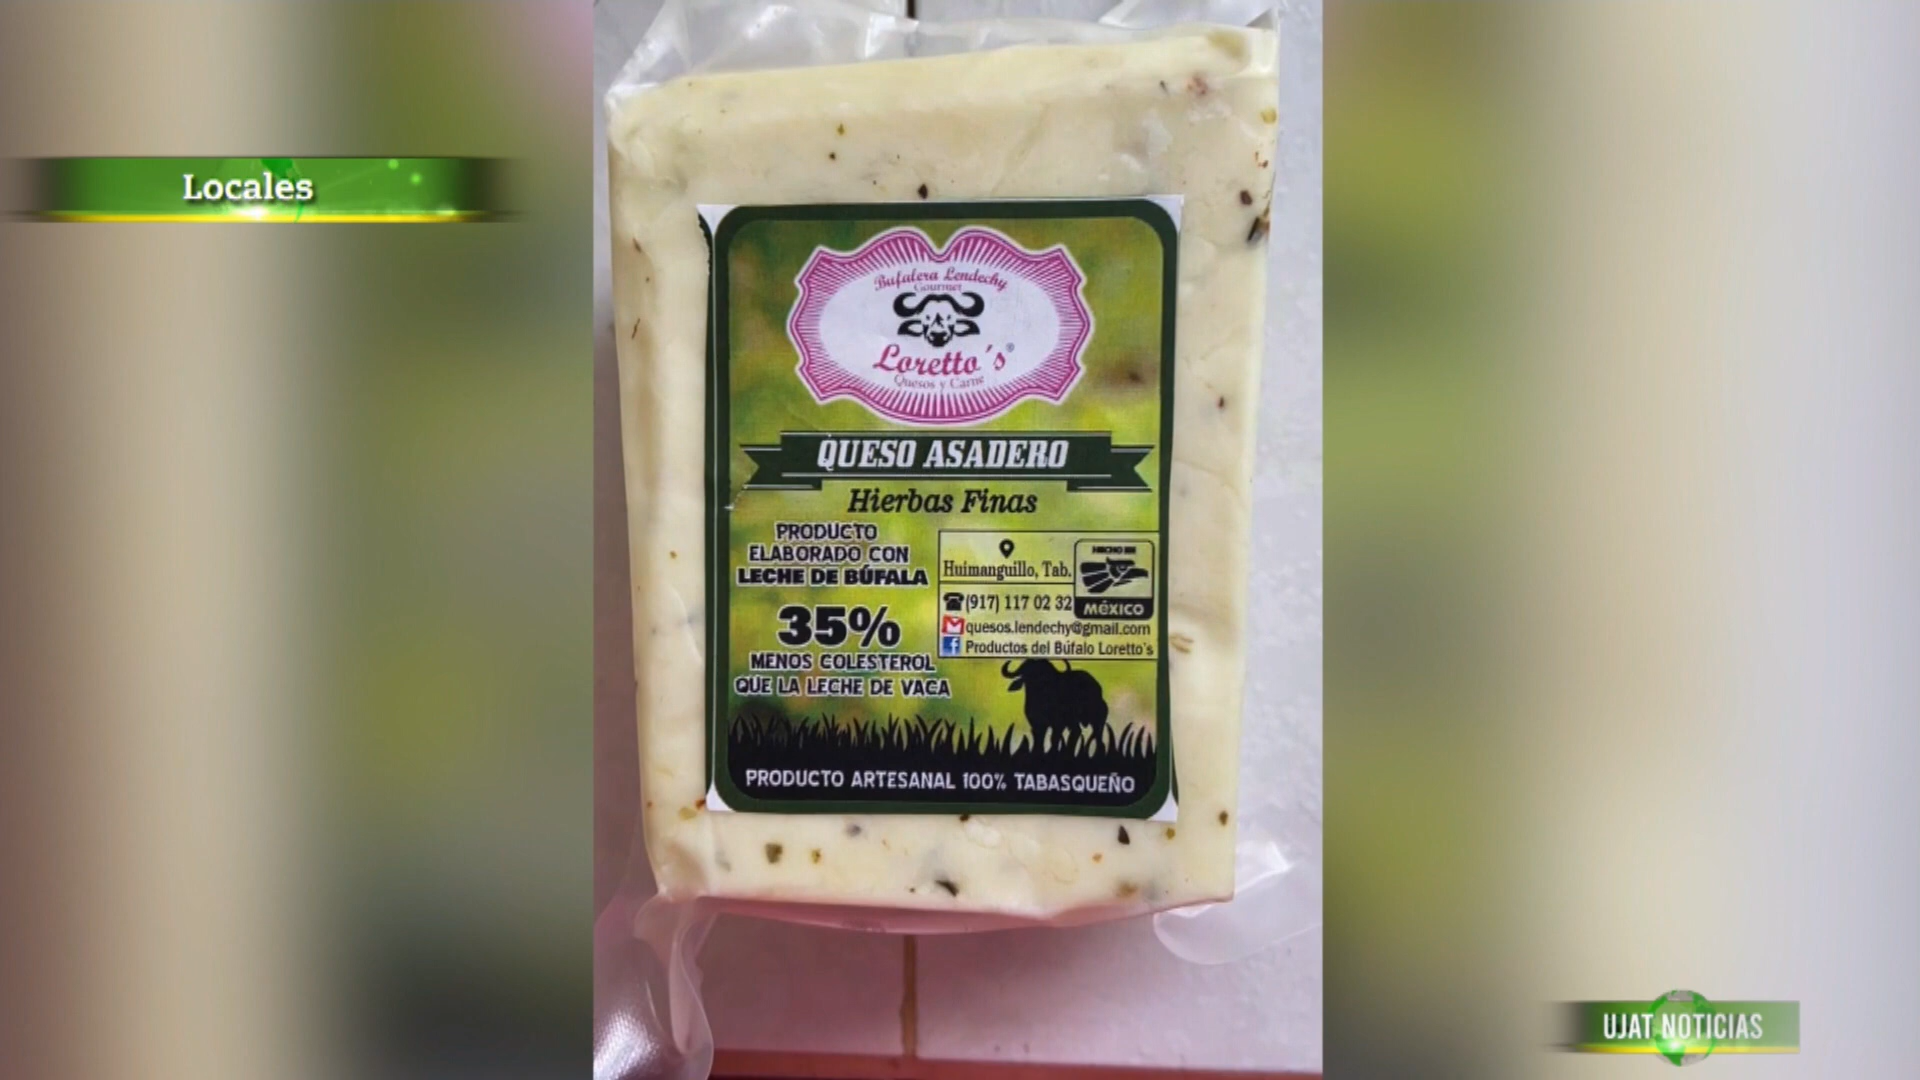 Locales
Bufalera Lendechy
Gourmet
Loretto´s®
Quesos y Carne
QUESO ASADERO
Hierbas Finas
PRODUCTO
ELABORADO CON
LECHE DE BÚFALA
35%
MENOS COLESTEROL
QUE LA LECHE DE VACA
Huimanguillo, Tab.
HECHO EN
MéXICO
(917) 117 02 32
quesos.lendechy@gmail.com
f Productos del Búfalo Loretto's
PRODUCTO ARTESANAL 100% TABASQUEÑO
UJAT NOTICIAS